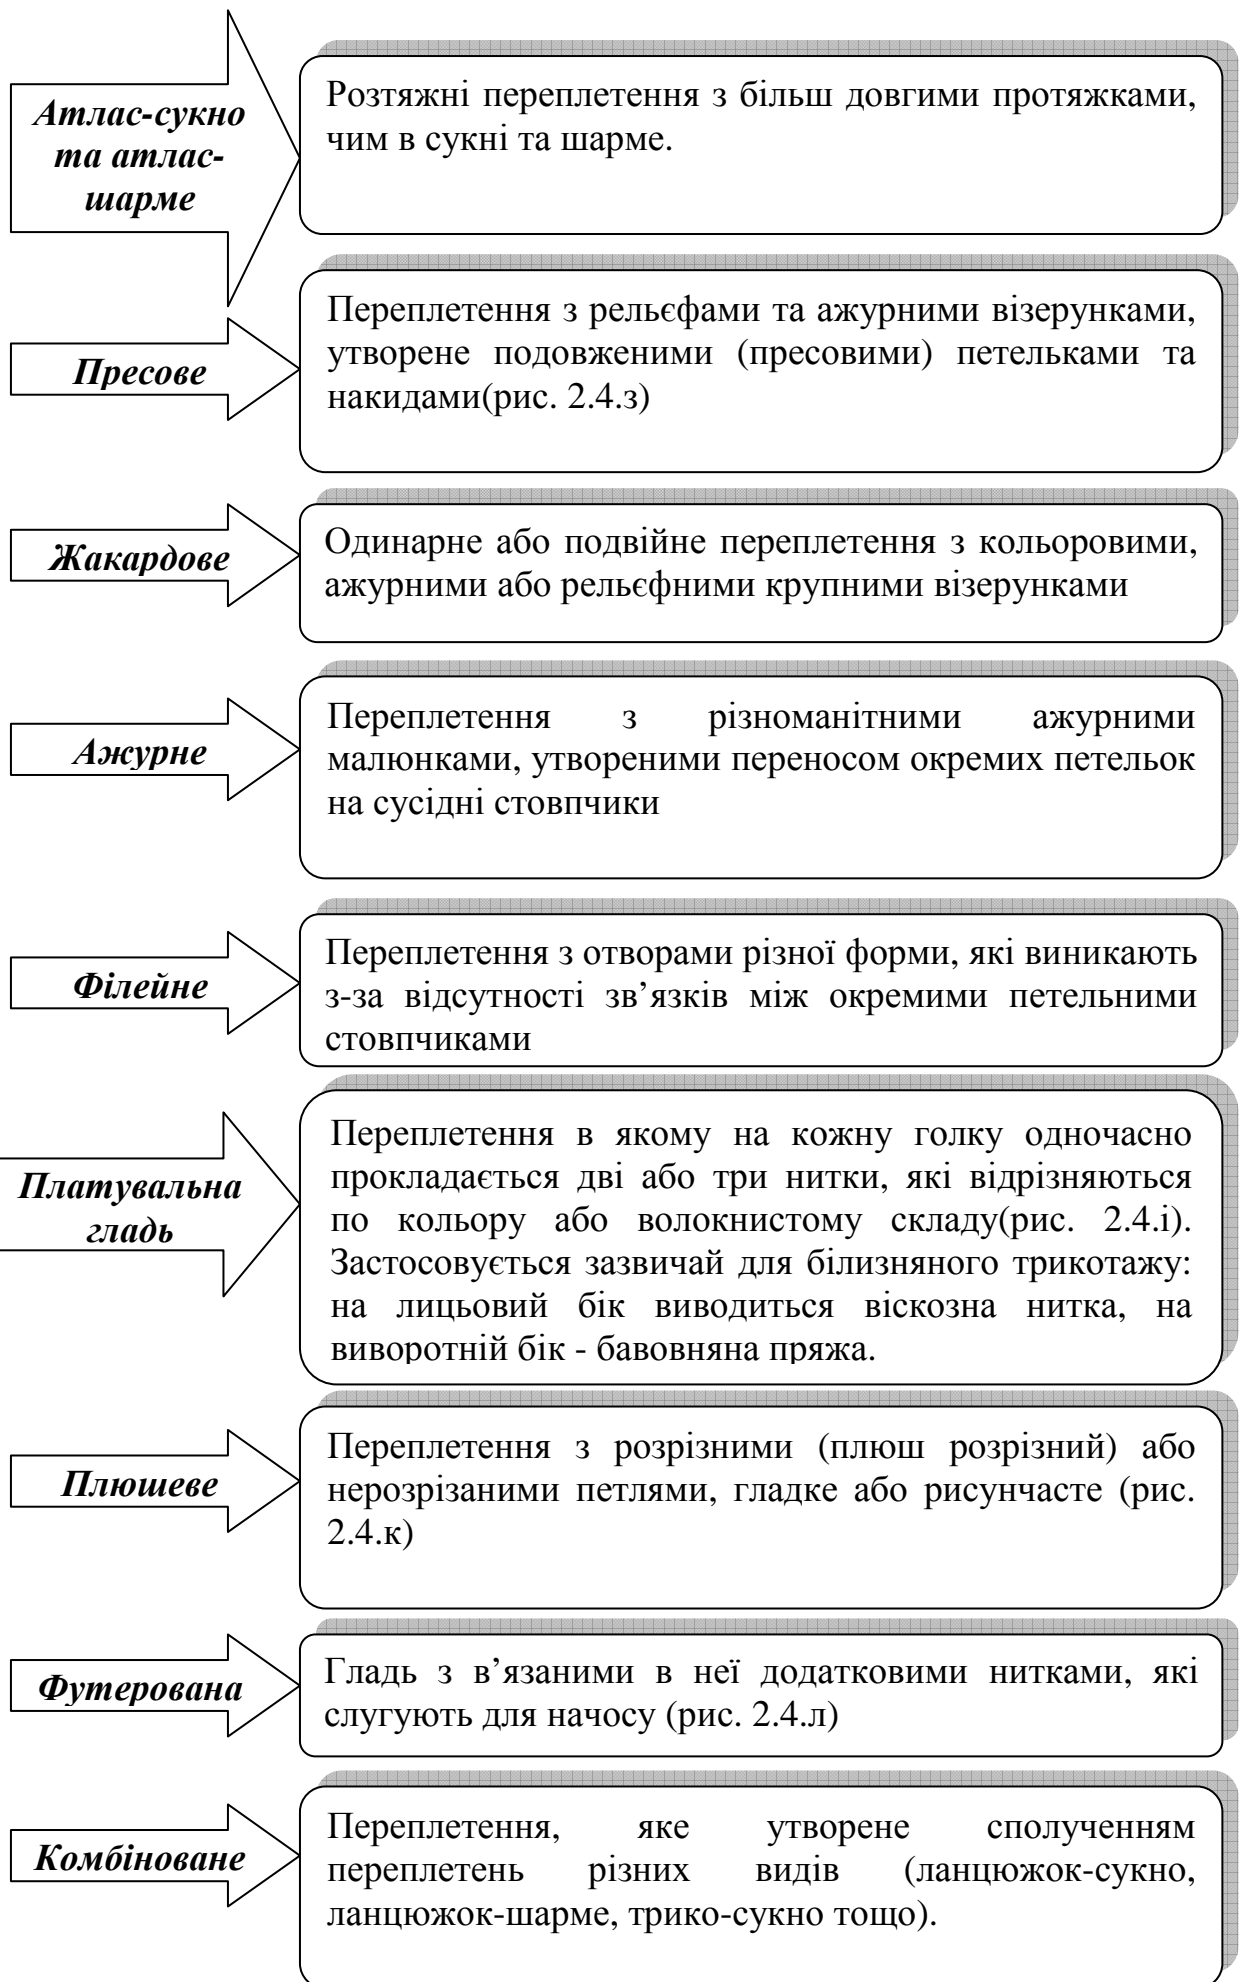 Атлас-сукно
та атлас-
шарме
Розтяжні переплетення з більш довгими протяжками,
чим в сукні та шарме.
Пресове
Переплетення з рельєфами та ажурними візерунками,
утворене подовженими (пресовими) петельками та
накидами(рис. 2.4.з)
Жакардове
Одинарне або подвійне переплетення з кольоровими,
ажурними або рельєфними крупними візерунками
Ажурне
Переплетення з різноманітними ажурними
малюнками, утвореними переносом окремих петельок
на сусідні стовпчики
Філейне
Переплетення з отворами різної форми, які виникають
з-за відсутності зв’язків між окремими петельними
стовпчиками
Платувальна
гладь
Переплетення в якому на кожну голку одночасно
прокладається дві або три нитки, які відрізняються
по кольору або волокнистому складу(рис. 2.4.і).
Застосовується зазвичай для білизняного трикотажу:
на лицьовий бік виводиться віскозна нитка, на
виворотній бік - бавовняна пряжа.
Плюшеве
Переплетення з розрізними (плюш розрізний) або
нерозрізаними петлями, гладке або рисунчасте (рис.
2.4.к)
Футерована
Гладь з в’язаними в неї додатковими нитками, які
слугують для начосу (рис. 2.4.л)
Комбіноване
Переплетення, яке утворене сполученням
переплетень різних видів (ланцюжок-сукно,
ланцюжок-шарме, трико-сукно тощо).